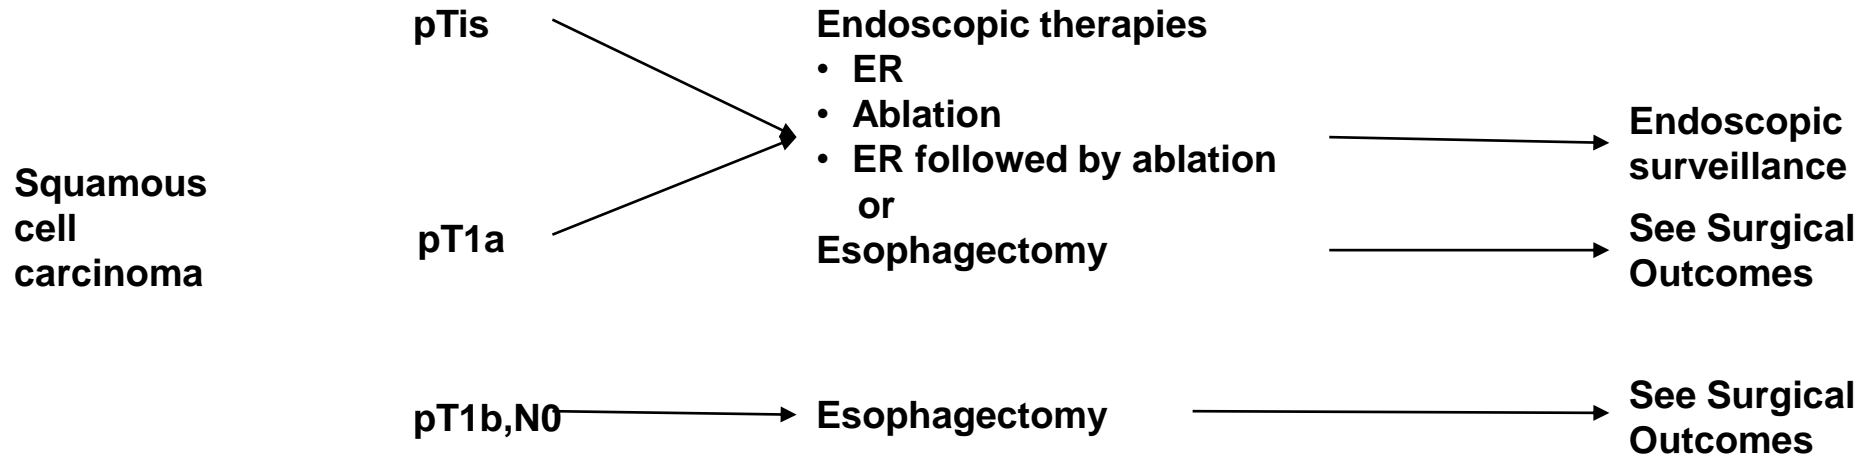 Squamous
cell
carcinoma
pTis
pT1a
pT1b,N0
Endoscopic therapies
• ER
• Ablation
• ER followed by ablation
or
Esophagectomy
Esophagectomy
Endoscopic
surveillance
See Surgical
Outcomes
See Surgical
Outcomes